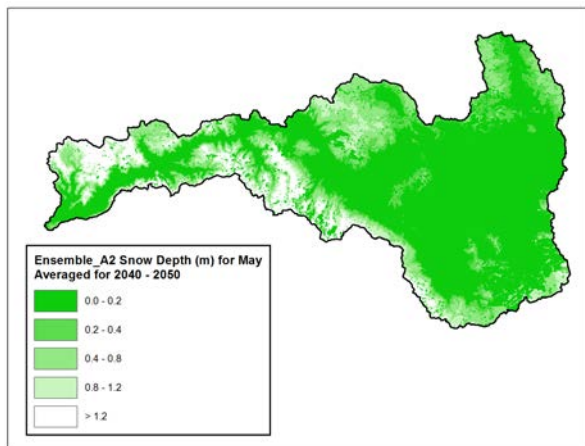 Ensemble_A2 Snow Depth (m) for May
Averaged for 2040 - 2050
0.0 - 0.2
0.2 - 0.4
0.4 - 0.8
0.8 - 1.2
> 1.2